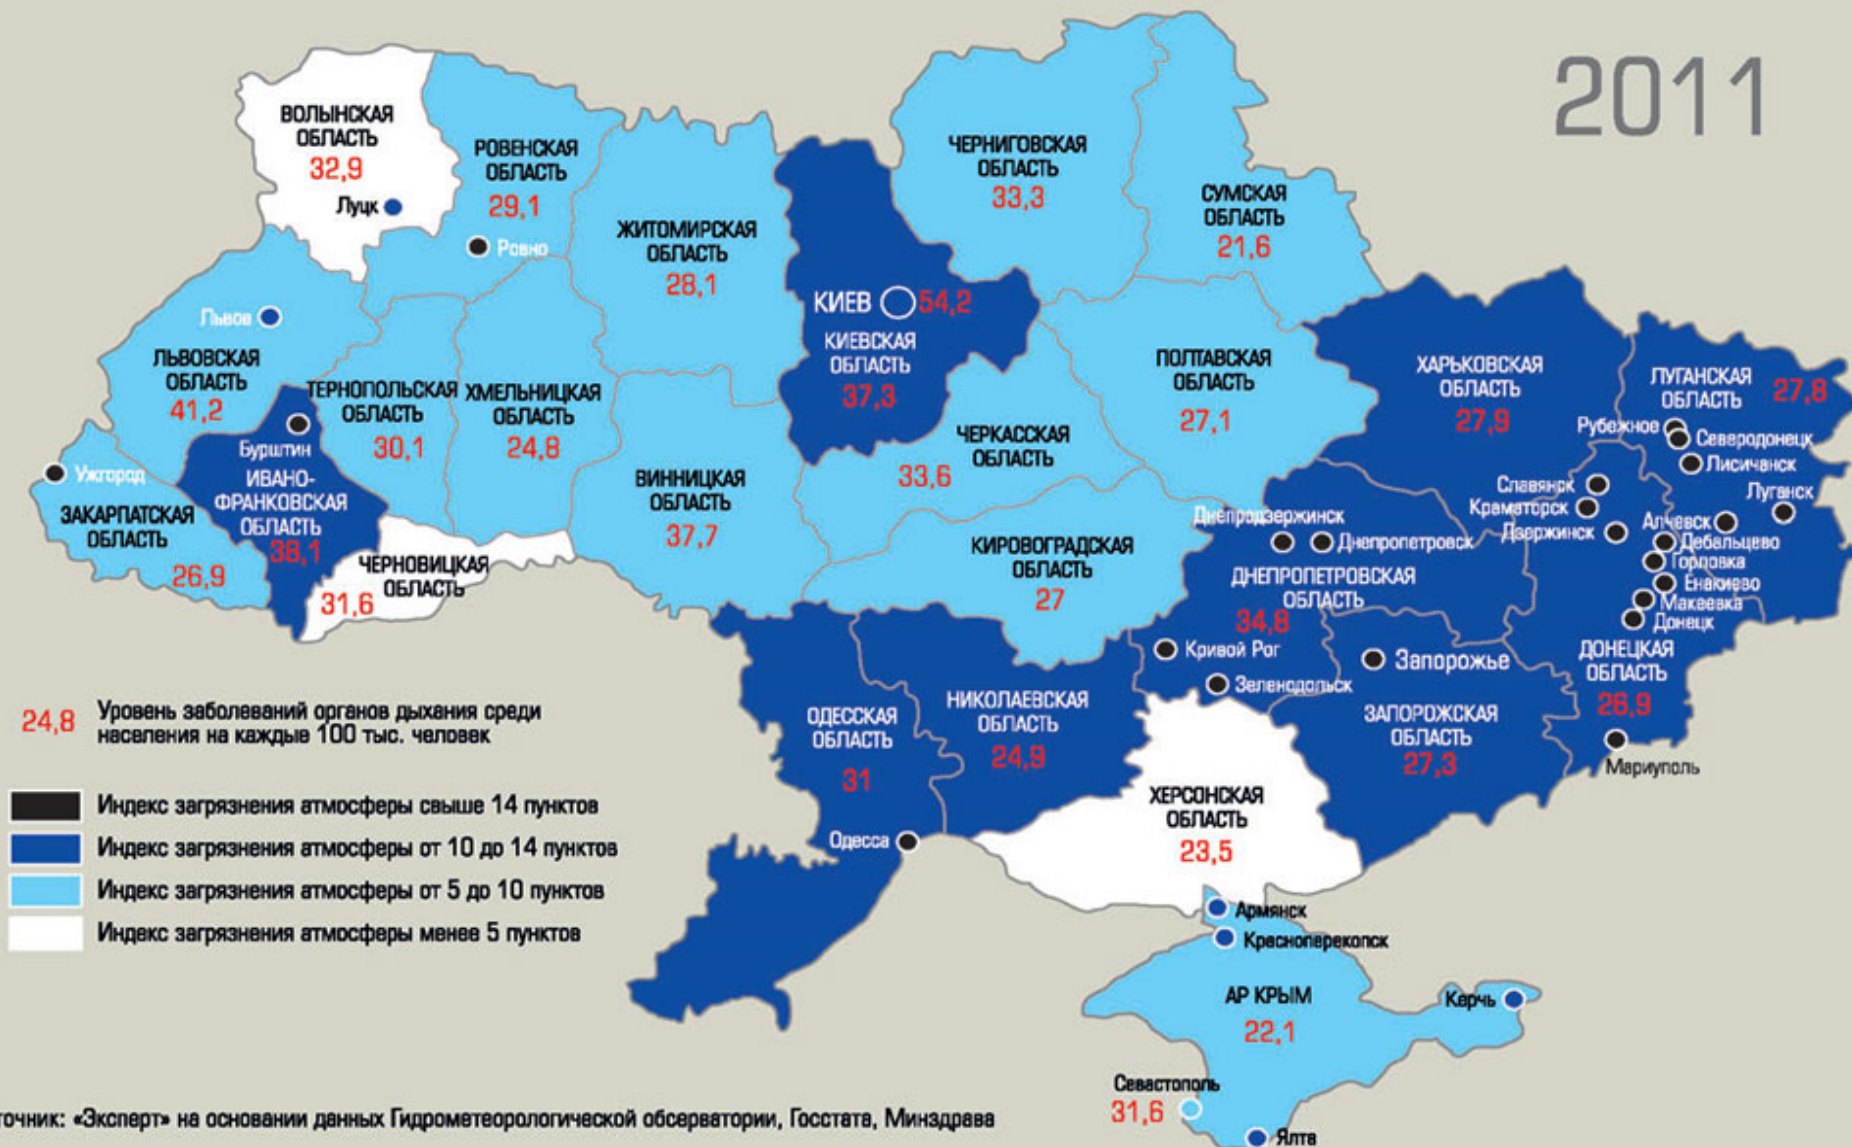 2011
ВОЛЫНСКАЯ
ОБЛАСТЬ
32,9
Луцк
РОВЕНСКАЯ
ОБЛАСТЬ
29,1
Ровно
ЖИТОМИРСКАЯ
ОБЛАСТЬ
28,1
КИЕВ
54,2
КИЕВСКАЯ
ОБЛАСТЬ
37,3
ЧЕРНИГОВСКАЯ
ОБЛАСТЬ
33,3
СУМСКАЯ
ОБЛАСТЬ
21,6
Львов
ЛЬВОВСКАЯ
ОБЛАСТЬ
41,2
ТЕРНОПОЛЬСКАЯ
ОБЛАСТЬ
30,1
ХМЕЛЬНИЦКАЯ
ОБЛАСТЬ
24,8
ВИННИЦКАЯ
ОБЛАСТЬ
37,7
ЧЕРКАССКАЯ
ОБЛАСТЬ
33,6
ПОЛТАВСКАЯ
ОБЛАСТЬ
27,1
ХАРЬКОВСКАЯ
ОБЛАСТЬ
27,9
ЛУГАНСКАЯ
ОБЛАСТЬ
27,8
Рубежное
Северодонецк
Лисичанск
Луганск
Алчевск
Славянск
Краматорск
Дзержинск
Дебальцево
Горловка
Енакиево
Макеевка
Донецк
ДОНЕЦКАЯ
ОБЛАСТЬ
26,9
Мариуполь
Ужгород
ЗАКАРПАТСКАЯ
ОБЛАСТЬ
26,9
Бурштин
ИВАНО-
ФРАНКОВСКАЯ
ОБЛАСТЬ
38,1
ЧЕРНОВИЦКАЯ
ОБЛАСТЬ
31,6
КИРОВОГРАДСКАЯ
ОБЛАСТЬ
27
Днепродзержинск
Днепропетровск
ДНЕПРОПЕТРОВСКАЯ
ОБЛАСТЬ
34,8
Кривой Рог
Зеленодольск
Запорожье
ЗАПОРОЖСКАЯ
ОБЛАСТЬ
27,3
ОДЕССКАЯ
ОБЛАСТЬ
31
Одесса
НИКОЛАЕВСКАЯ
ОБЛАСТЬ
24,9
ХЕРСОНСКАЯ
ОБЛАСТЬ
23,5
Армянск
Красноперекопск
АР КРЫМ
22,1
Керчь
Севастополь
31,6
Ялта
24,8 Уровень заболеваний органов дыхания среди
населения на каждые 100 тыс. человек
Индекс загрязнения атмосферы свыше 14 пунктов
Индекс загрязнения атмосферы от 10 до 14 пунктов
Индекс загрязнения атмосферы от 5 до 10 пунктов
Индекс загрязнения атмосферы менее 5 пунктов
точник: «Эксперт» на основании данных Гидрометеорологической обсерватории, Госстата, Минздрава